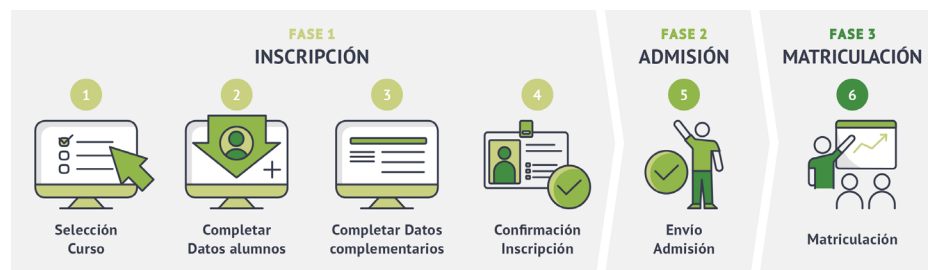 FASE 1
INSCRIPCIÓN
1
2
3
4
Selección
Curso
Completar
Datos alumnos
Completar Datos
complementarios
Confirmación
Inscripción
FASE 2
ADMISIÓN
5
Envio
Admisión
FASE 3
MATRICULACIÓN
6
Matriculación